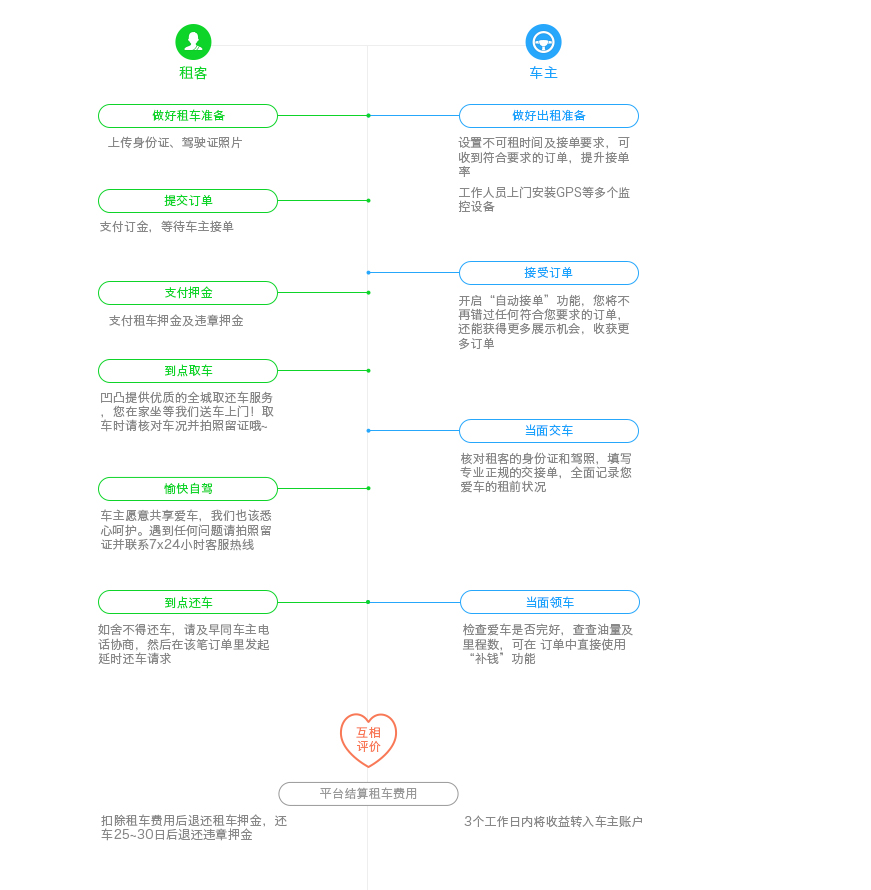 租客
车主
做好租车准备
做好出租准备
上传身份证、驾驶证照片
设置不可租时间及接单要求，可
收到符合要求的订单，提升接单
率
工作人员上门安装GPS等多个监
控设备
提交订单
支付订金，等待车主接单
接受订单
开启“自动接单”功能，您将不
再错过任何符合您要求的订单，
还能获得更多展示机会，收获更
多订单
支付押金
支付租车押金及违章押金
到点取车
凹凸提供优质的全城取还车服务
，您在家坐等我们送车上门！取
车时请核对车况并拍照留证哦~
当面交车
核对租客的身份证和驾照，填写
专业正规的交接单，全面记录您
爱车的租前状况
愉快自驾
车主愿意共享爱车，我们也该悉
心呵护。遇到任何问题请拍照留
证并联系7x24小时客服热线
到点还车
当面领车
如舍不得还车，请及早同车主电
话协商，然后在该笔订单里发起
延时还车请求
检查爱车是否完好，查查油量及
里程数，可在 订单中直接使用
“补钱”功能
互相
评价
平台结算租车费用
扣除租车费用后退还租车押金，还
车25~30日后退还违章押金
3个工作日内将收益转入车主账户